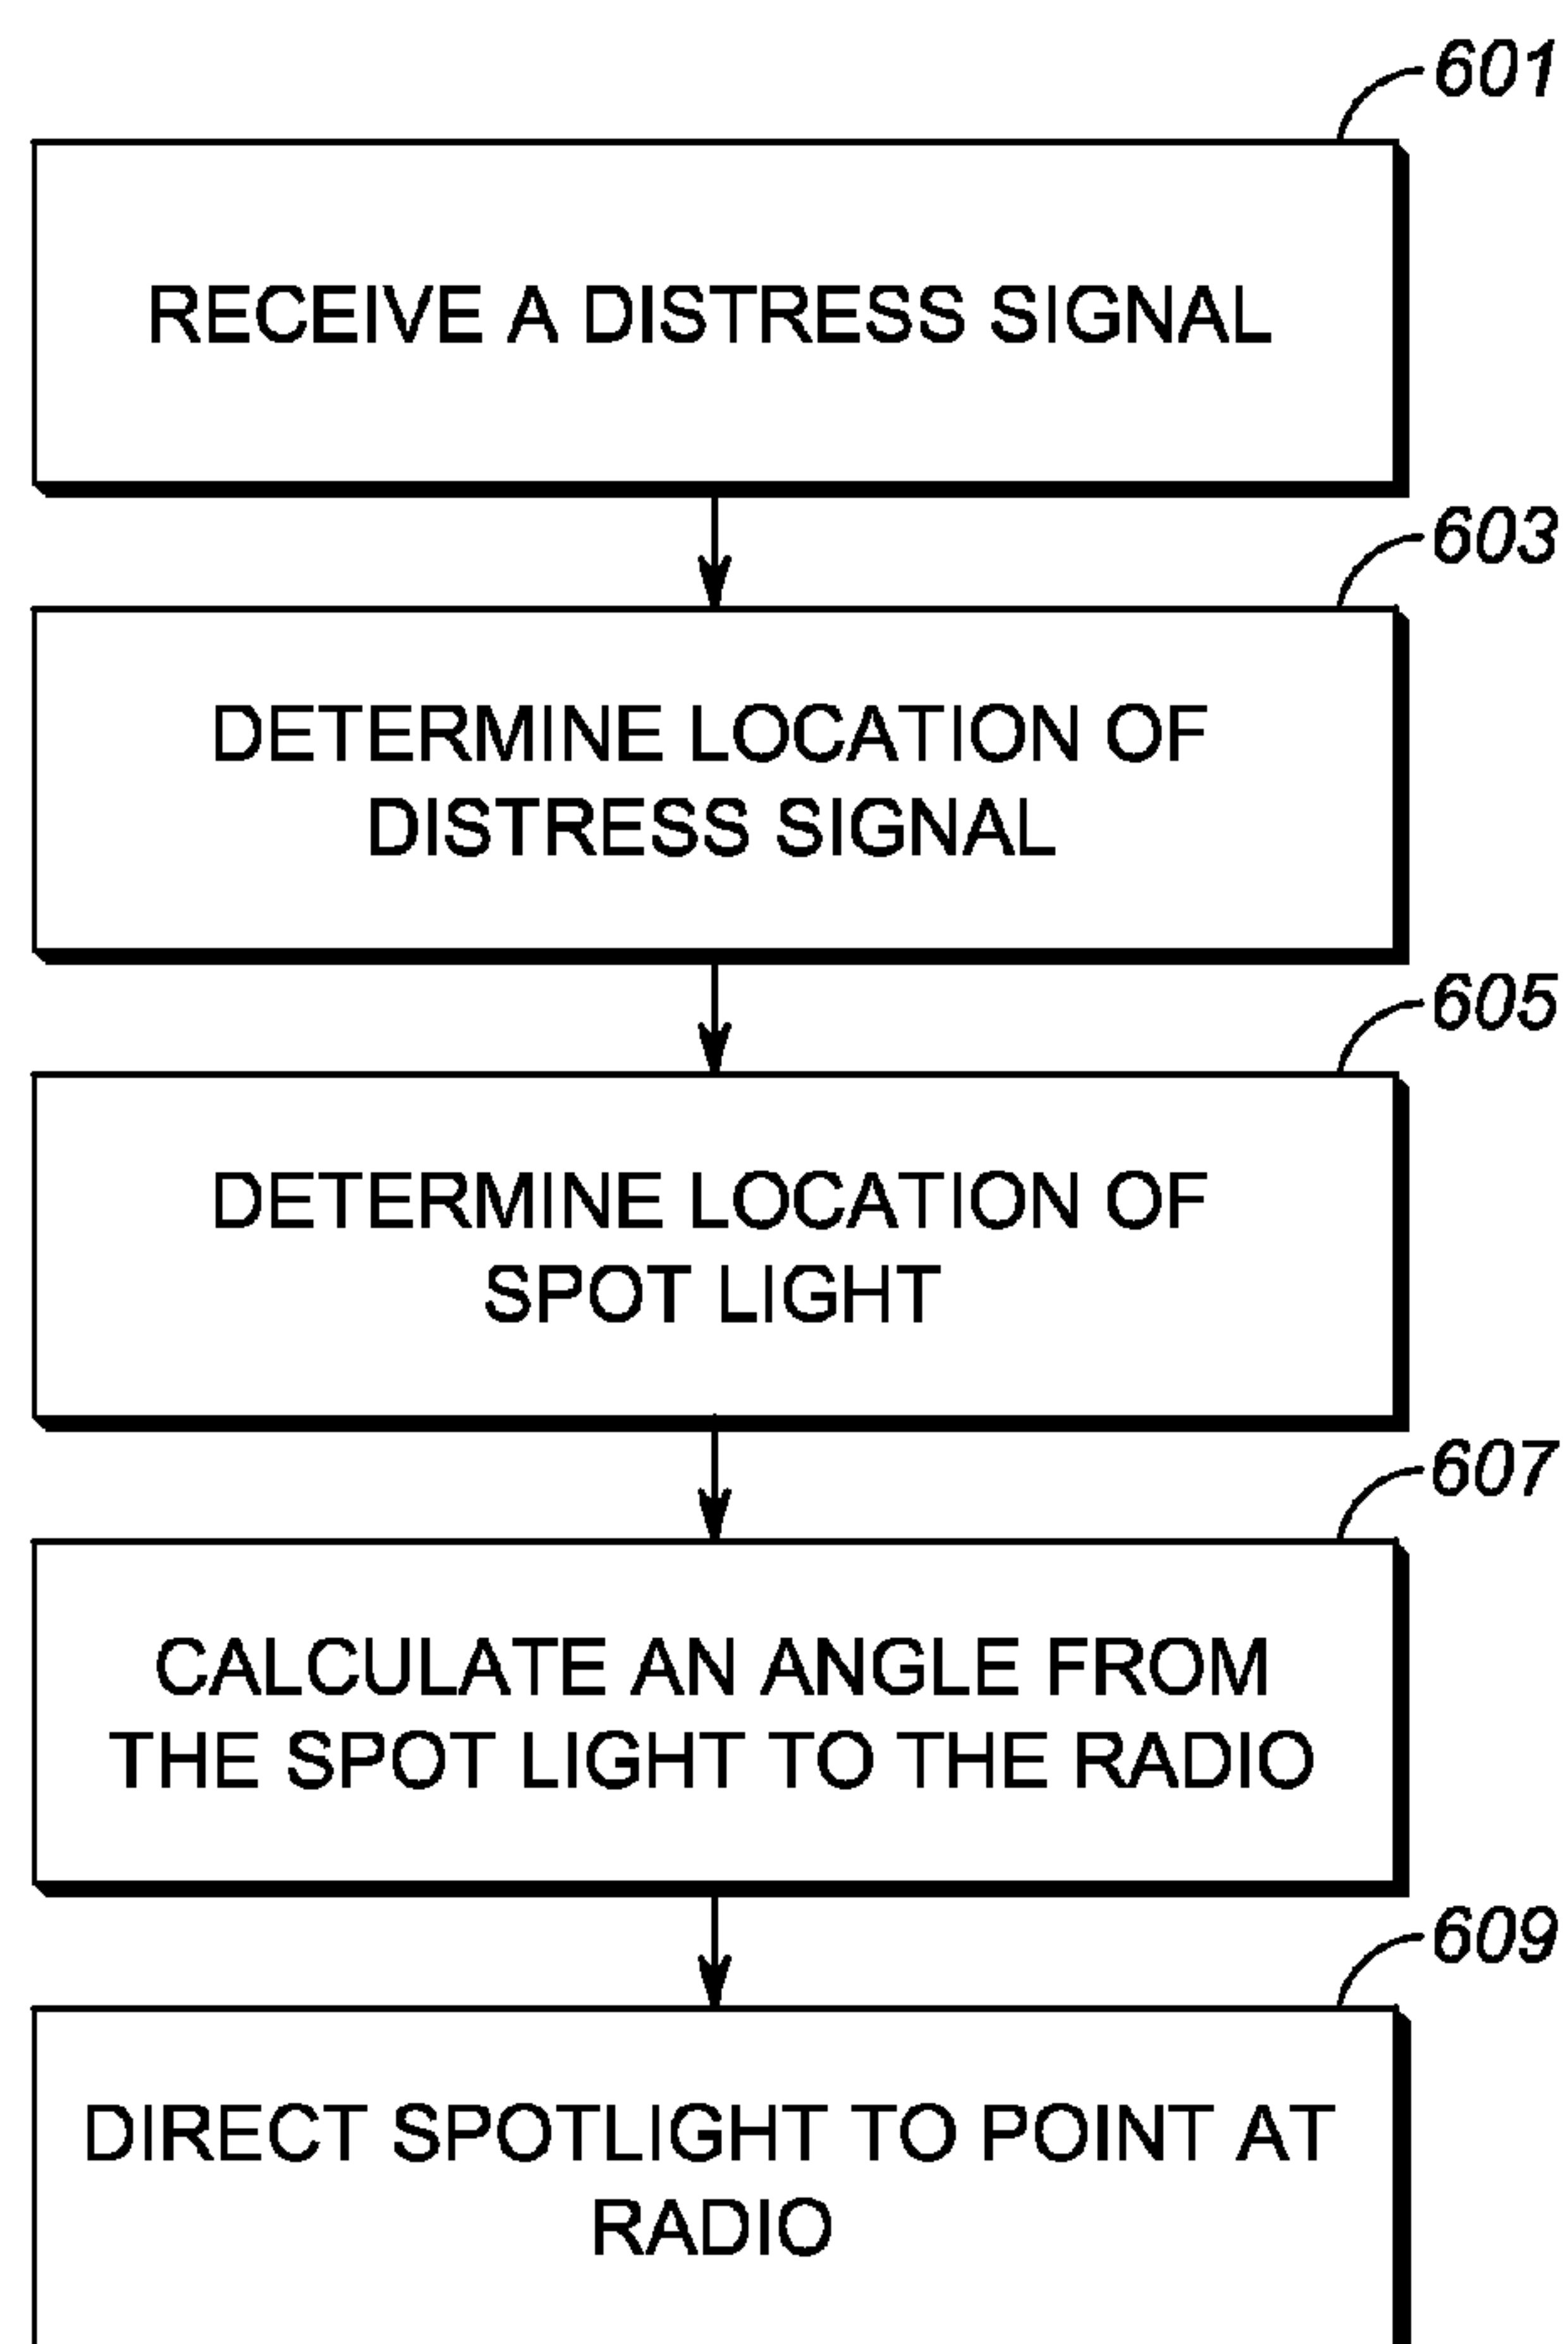 601
RECEIVE A DISTRESS SIGNAL
603
DETERMINE LOCATION OF
DISTRESS SIGNAL
605
DETERMINE LOCATION OF
SPOT LIGHT
607
CALCULATE AN ANGLE FROM
THE SPOT LIGHT TO THE RADIO
609
DIRECT SPOTLIGHT TO POINT AT
RADIO